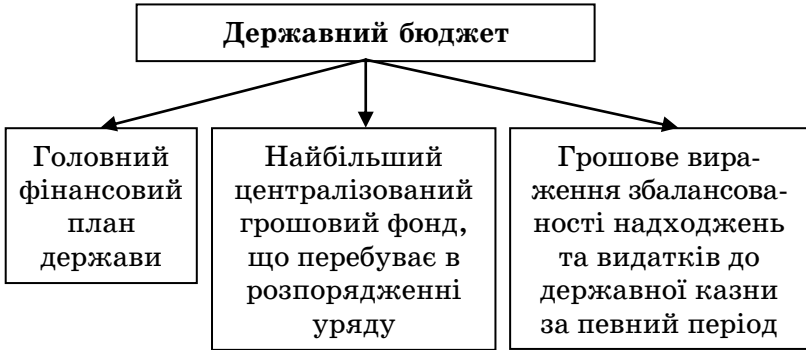 Державний бюджет
Головний
фінансовий
план
держави
Найбільший
централізований
грошовий фонд,
що перебуває в
розпорядженні
уряду
Грошове вира-
ження збалансова-
ності надходжень
та видатків до
державної казни
за певний період